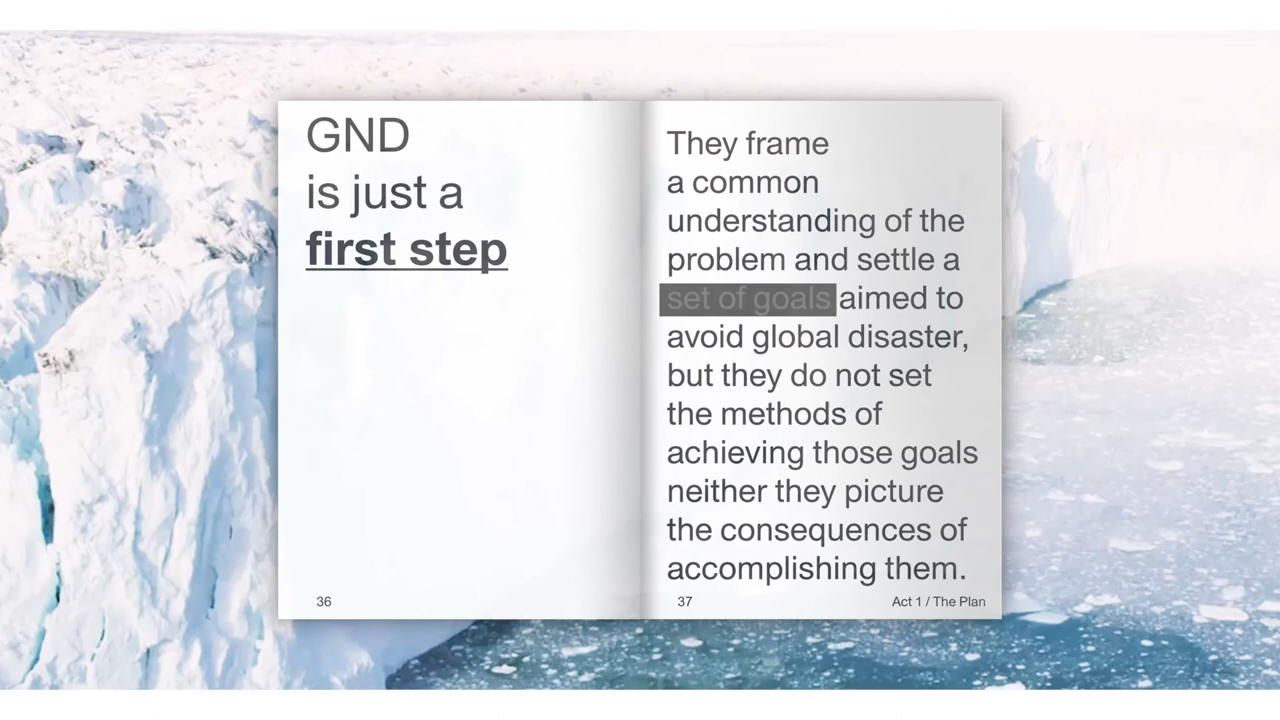 GND
is just a
first step
They frame
a common
understanding of the
problem and settle a
set of goals aimed to
avoid global disaster,
but they do not set
the methods of
achieving those goals
neither they picture
the consequences of
accomplishing them.
36
37
Act 1 / The Plan